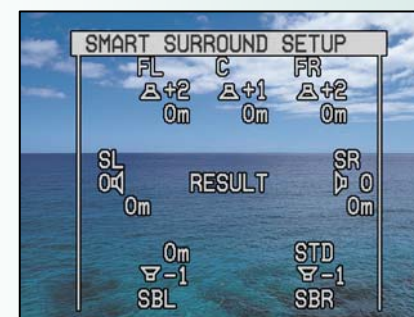 SMART SURROUND SETUP
FL C FR
+2 +1 +2
0m 0m 0m
SL SR
0 RESULT 0
0m 0m
0m STD
-1 -1
SBL SBR